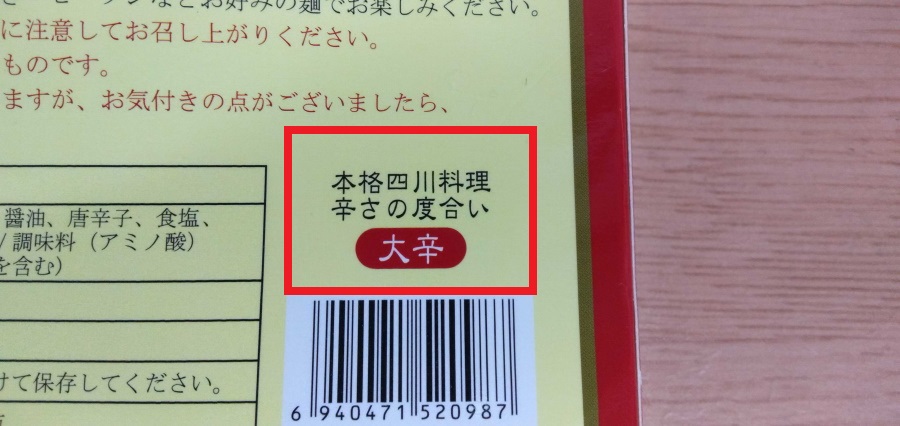 などお好みの麺でお楽しみください。
に注意してお召し上がりください。
ものです。
ますが、お気付きの点がございましたら、
本格四川料理
辛さの度合い
大辛
醤油、唐辛子、食塩、
/調味料（アミノ酸）
を含む）
けて保存してください。
6 940471 520987